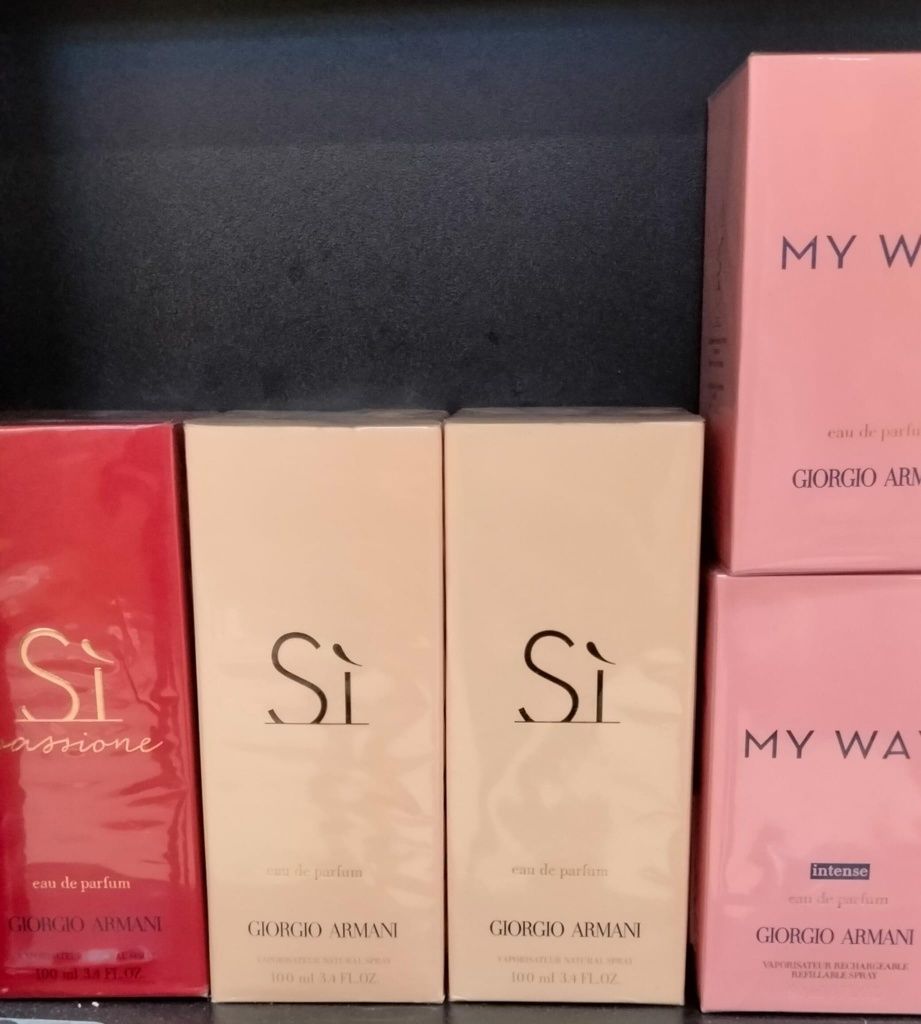 Sì
passione
eau de parfum
GIORGIO ARMANI
100 ml 3.4 FL.OZ.
Sì
eau de parfum
GIORGIO ARMANI
VAPORISATEUR NATURAL SPRAY
100 ml 3.4 FL.OZ.
Sì
eau de parfum
GIORGIO ARMANI
VAPORISATEUR NATURAL SPRAY
100 ml 3.4 FL.OZ.
MY W
eau de parfu
GIORGIO ARM
MY WA
intense
eau de parfum
GIORGIO ARMANI
VAPORISATEUR RECHARGEABLE
REFILLABLE SPRAY